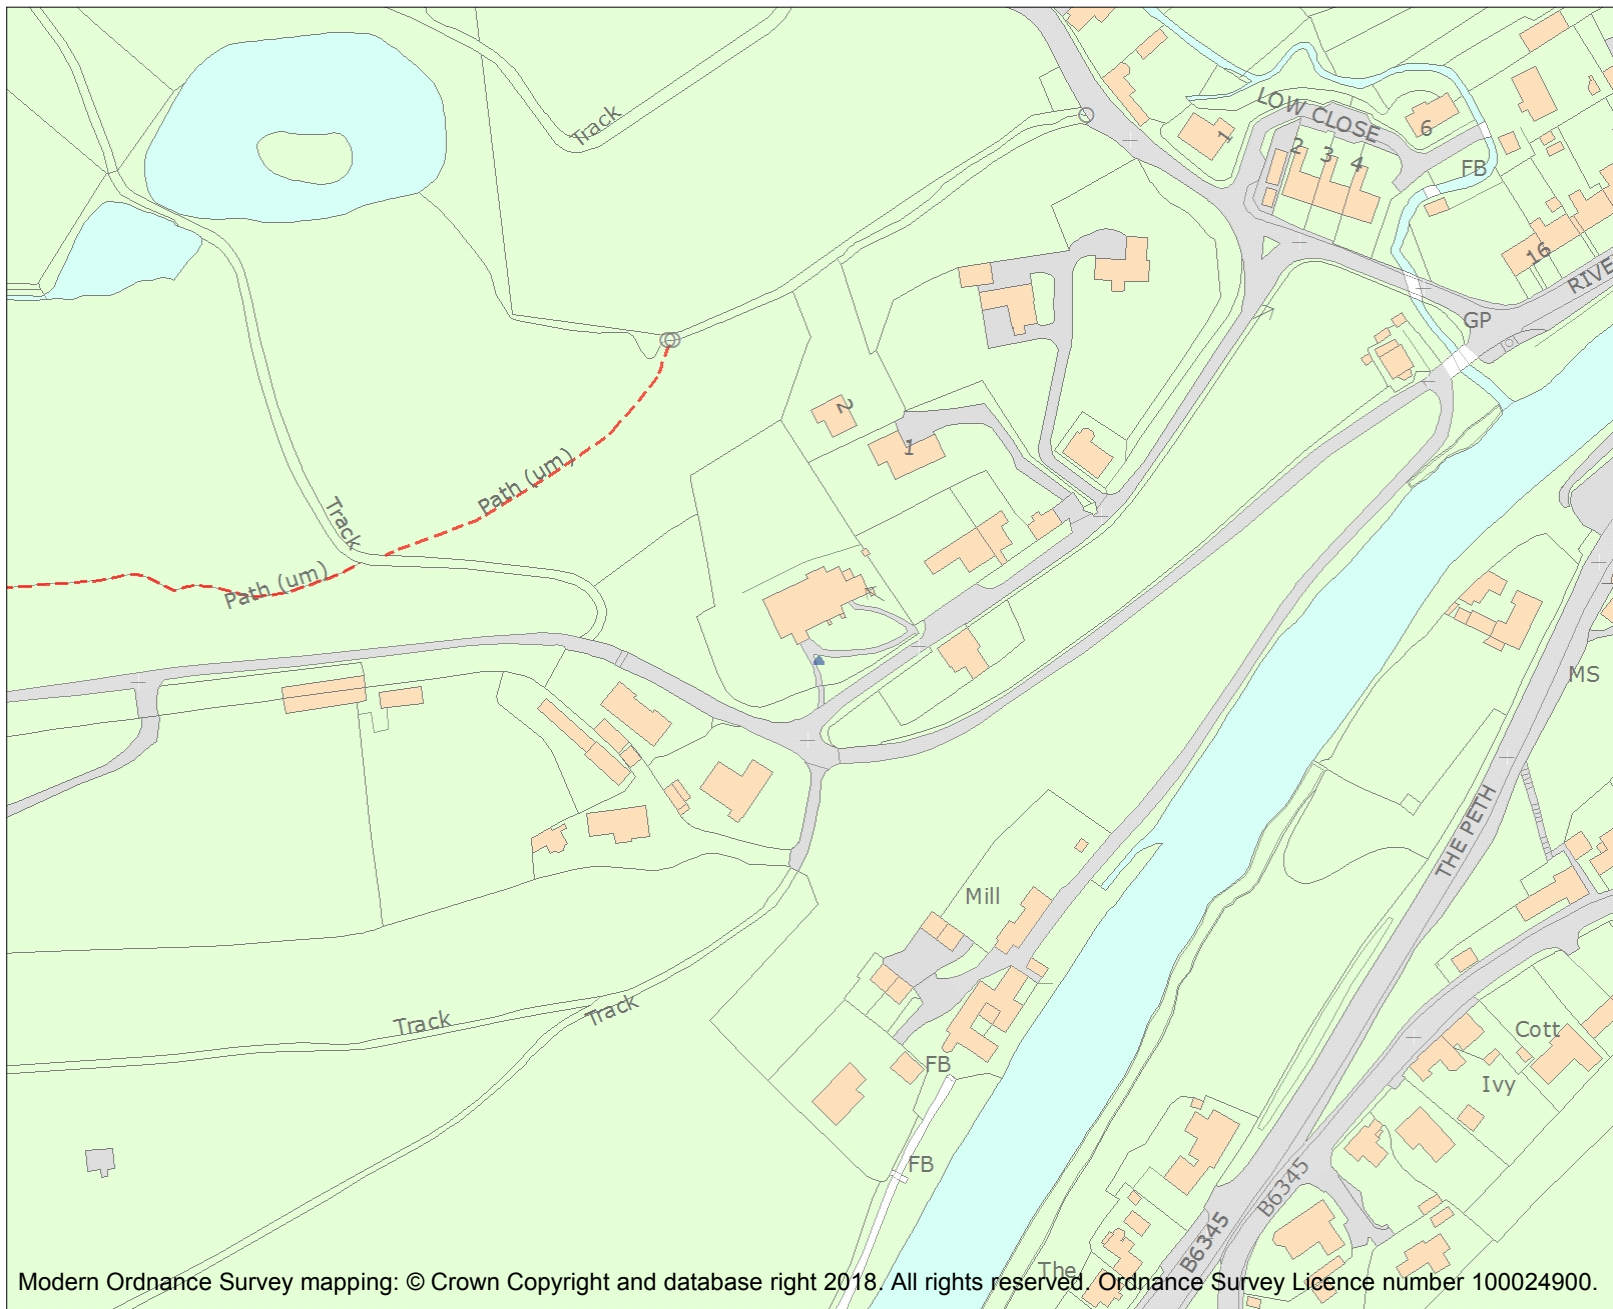 Track
LOW CLOSE
1
2
3
4
6
FB
16
RIVE
GP
2
1
Track
Path (um)
Path (um)
MS
THE PETH
Mill
Track
Track
Cott
Ivy
FB
FB
B6345
B6345
The
Modern Ordnance Survey mapping: © Crown Copyright and database right 2018. All rights reserved. Ordnance Survey Licence number 100024900.